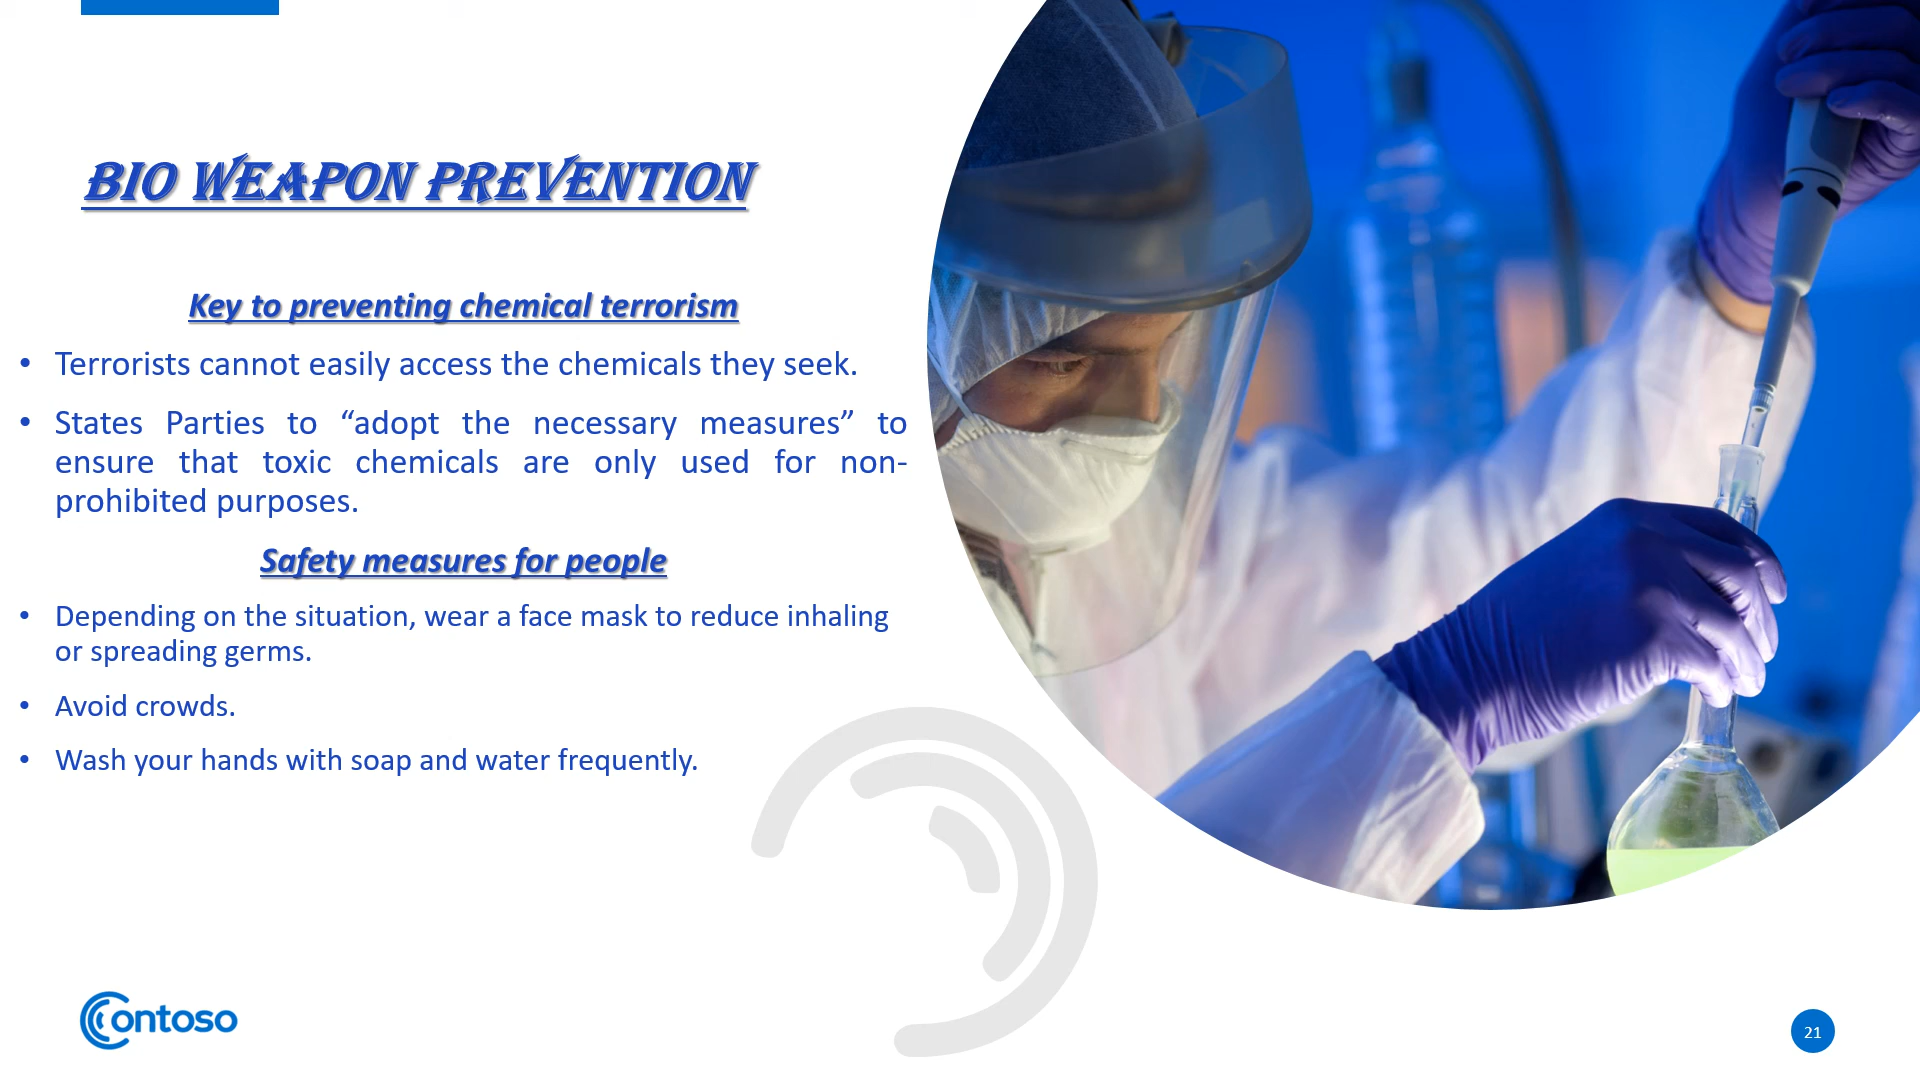 BIO WEAPON PREVENTION
Key to preventing chemical terrorism
• Terrorists cannot easily access the chemicals they seek.
• States Parties to “adopt the necessary measures” to
ensure that toxic chemicals are only used for non-
prohibited purposes.
Safety measures for people
• Depending on the situation, wear a face mask to reduce inhaling
or spreading germs.
• Avoid crowds.
• Wash your hands with soap and water frequently.
Contoso
21